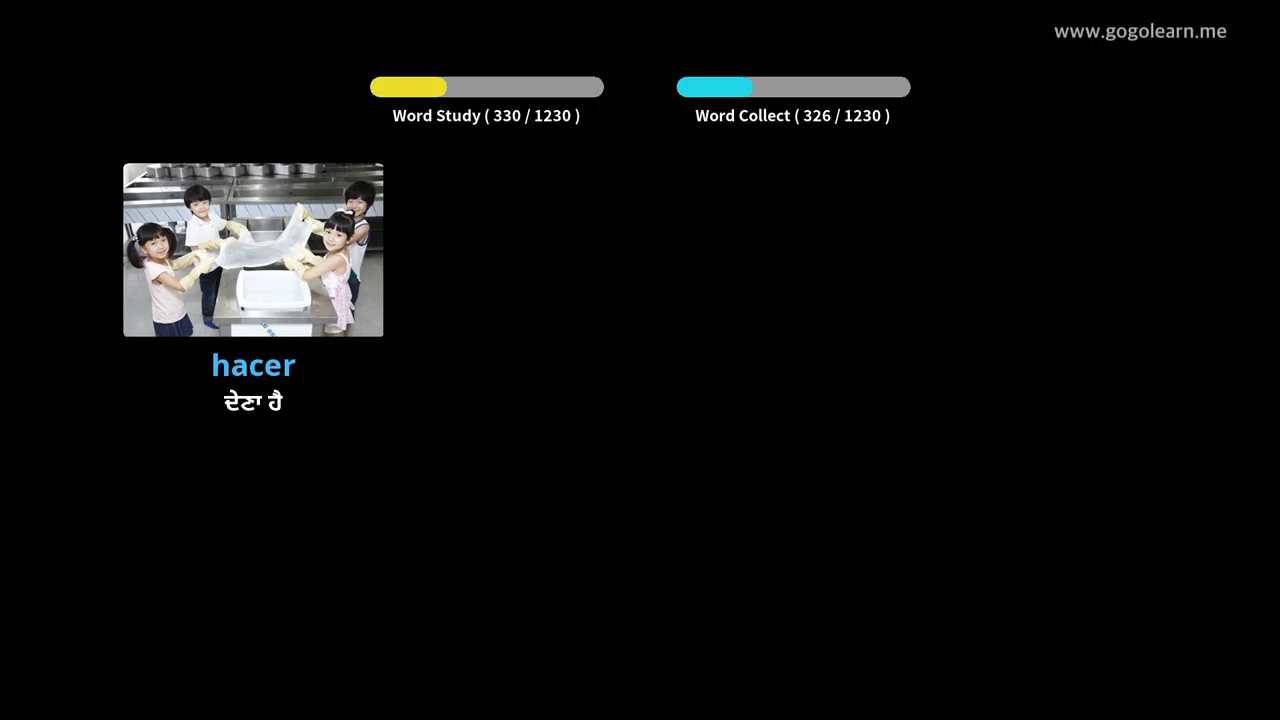 www.gogolearn.me
Word Study ( 330 / 1230 )
Word Collect ( 326 / 1230 )
hacer
ਦੇਣਾ ਹੈ